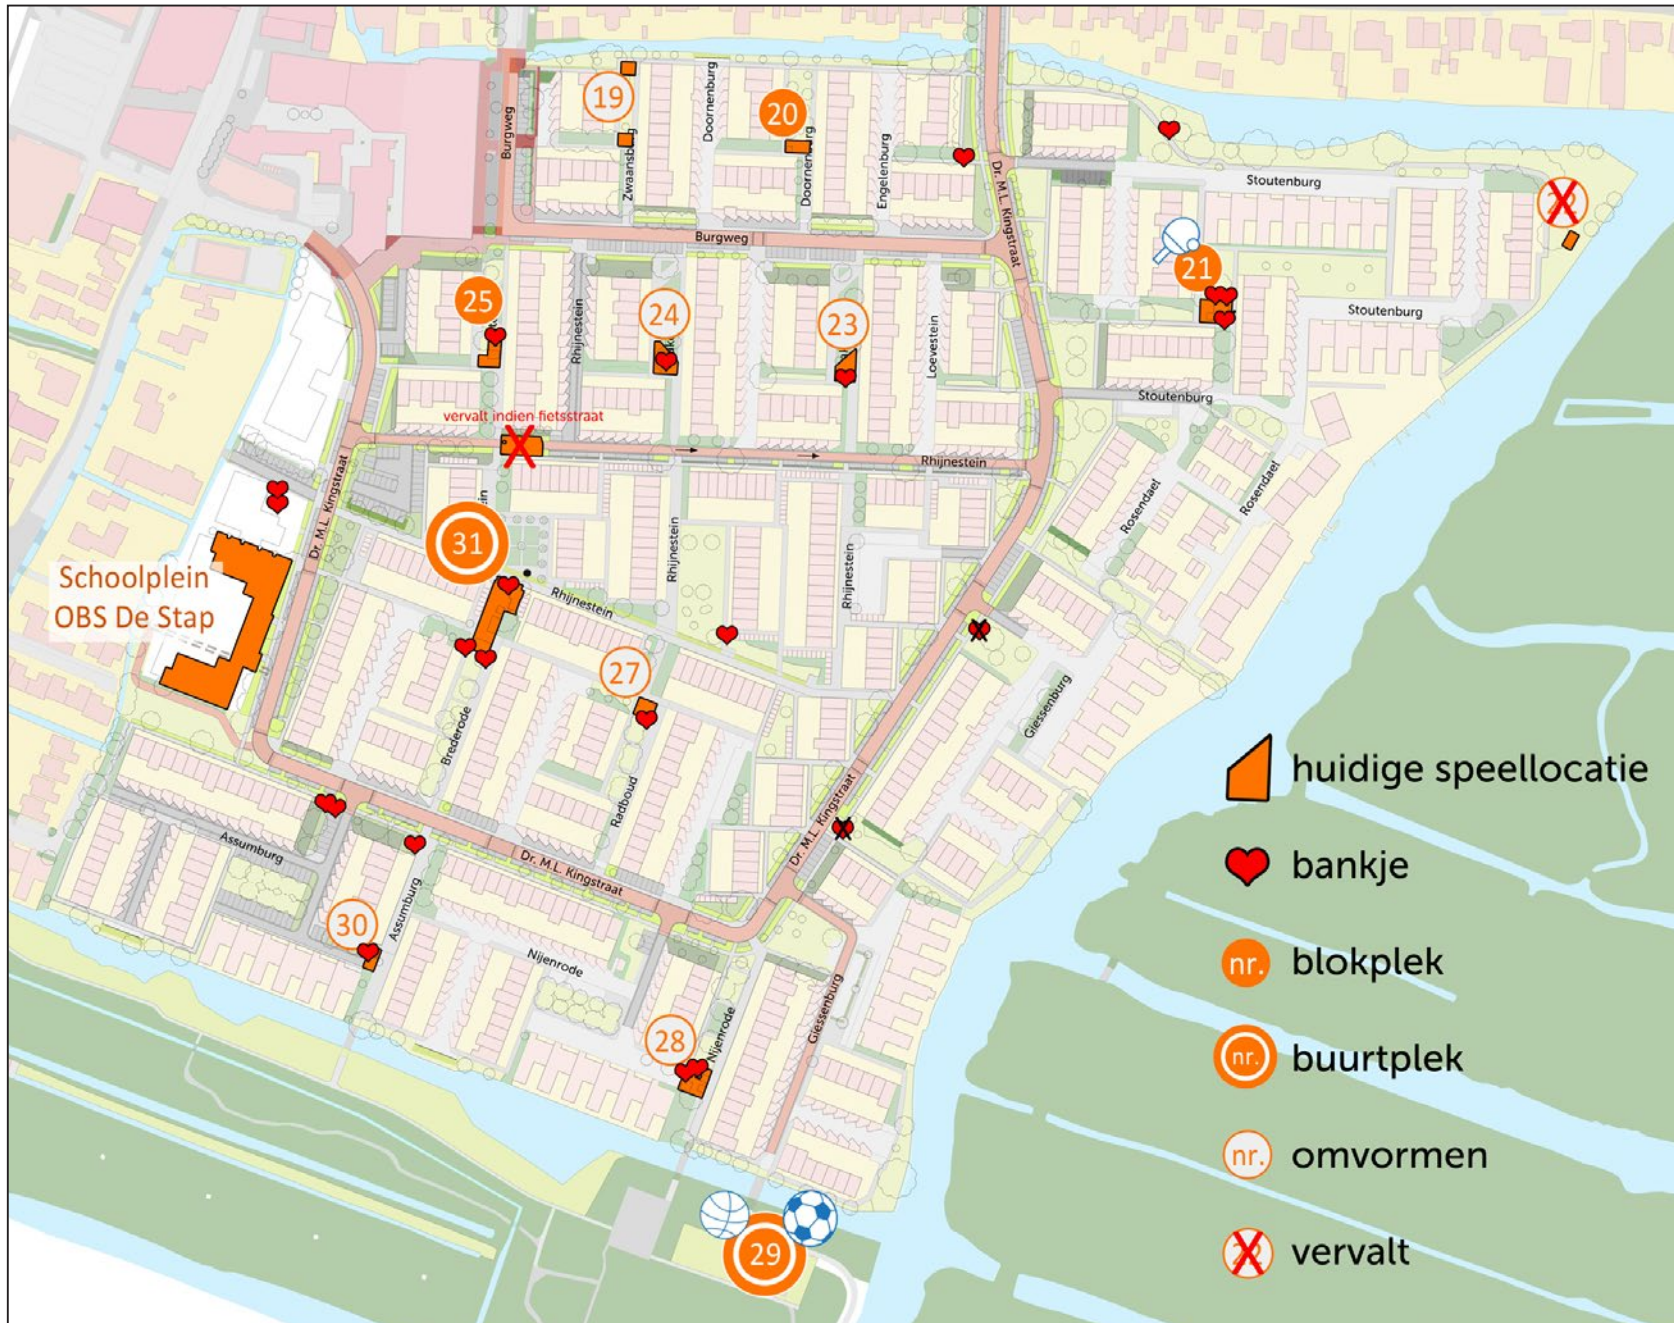 19
20
Burgweg
Zwaansburg
Doornenburg
Doornenburg
Engelenburg
Dr. M.L. Kingstraat
Stoutenburg
22
Burgweg
21
25
24
23
Rhijnestein
Loevestein
Stoutenburg
Stoutenburg
vervalt indien fietsstraat
Rhijnestein
Rosendael
Rosendael
Dr. M.L. Kingstraat
31
Rhijnestein
Rhijnestein
Rhijnestein
Schoolplein
OBS De Stap
27
Brederode
Radboud
Giessenburg
huidige speellocatie
bankje
Assumburg
Dr. M.L. Kingstraat
Dr. M.L. Kingstraat
30
Assumburg
Nijenrode
nr. blokplek
28
Nijenrode
Giessenburg
nr. buurtplek
nr. omvormen
29
22 vervalt